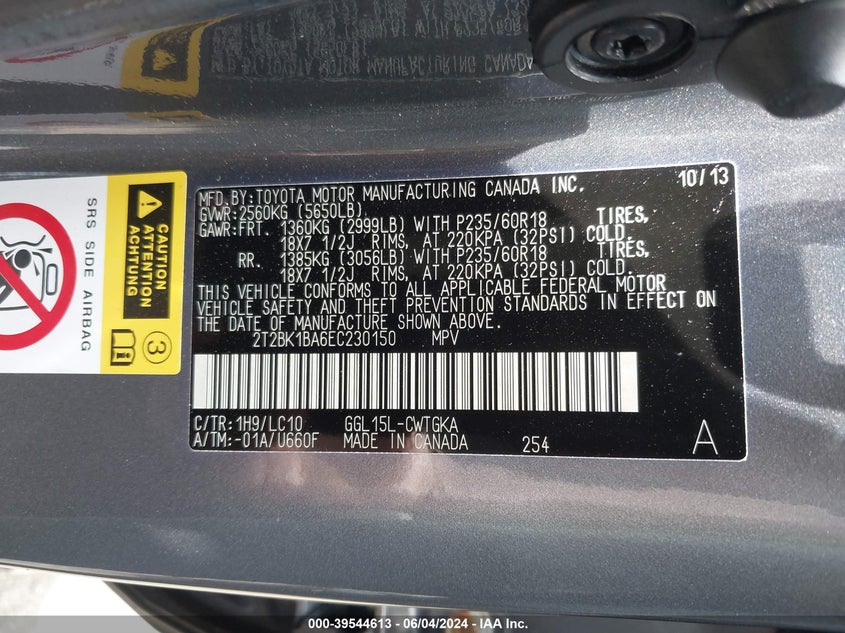 CAUTION
ATTENTION
ACHTUNG
SRS SIDE AIRBAG
3
MFD.BY:TOYOTA MOTOR MANUFACTURING CANADA INC. 10/13
GVWR:2560KG (5650LB)
GAWR:FRT. 1360KG (2999LB) WITH P235/60R18 TIRES,
18X7 1/2J RIMS, AT 220KPA (32PSI) COLD.
RR. 1385KG (3056LB) WITH P235/60R18 TIRES,
18X7 1/2J RIMS, AT 220KPA (32PSI) COLD.
THIS VEHICLE CONFORMS TO ALL APPLICABLE FEDERAL MOTOR
VEHICLE SAFETY AND THEFT PREVENTION STANDARDS IN EFFECT ON
THE DATE OF MANUFACTURE SHOWN ABOVE.
2T2BK1BA6EC230150 MPV
C/TR:1H9/LC10 GGL15L-CWTGKA
A/TM:-01A/U660F MADE IN CANADA 254 A
000-39544613 - 06/04/2024 - IAA Inc.